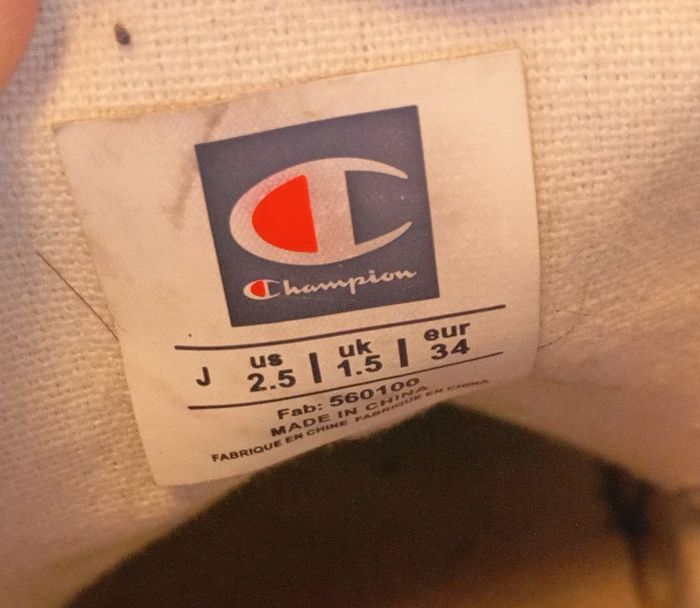 Champion
J us 2.5 | uk 1.5 | eur 34
Fab: 560100
MADE IN CHINA
FABRIQUE EN CHINE FABRIQUE EN CHINA